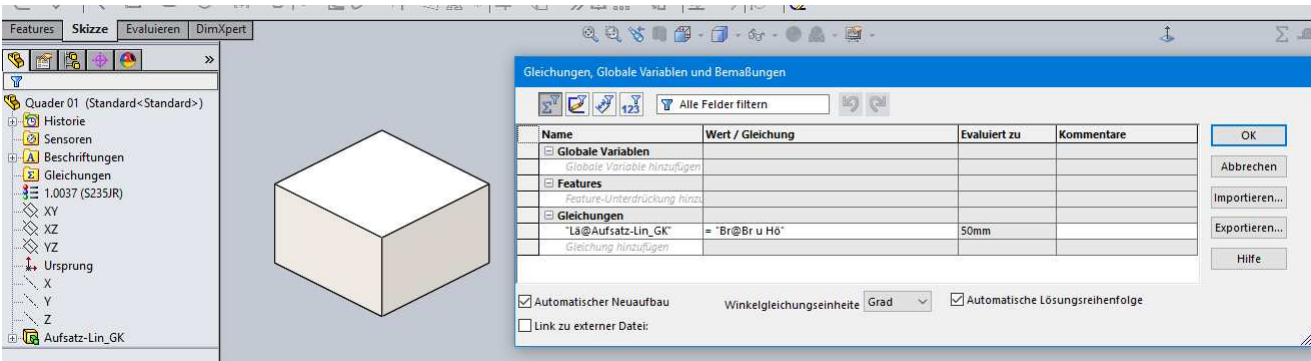 Features Skizze Evaluieren DimXpert
Quader 01 (Standard<Standard>)
Historie
Sensoren
Beschriftungen
Gleichungen
1.0037 (S235JR)
XY
XZ
YZ
Ursprung
X
Y
Z
Aufsatz-Lin_GK
Gleichungen, Globale Variablen und Bemaßungen
Alle Felder filtern
Name Wert / Gleichung Evaluiert zu Kommentare
Globale Variablen
Globale Variable hinzufügen
Features
Feature-Unterdrückung hinzu
Gleichungen
"Lä@Aufsatz-Lin_GK" = "Br@Br u Hö" 50mm
Gleichung hinzufügen
OK
Abbrechen
Importieren...
Exportieren...
Hilfe
Automatischer Neuaufbau Winkelgleichungseinheite Grad Automatische Lösungsreihenfolge
Link zu externer Datei: